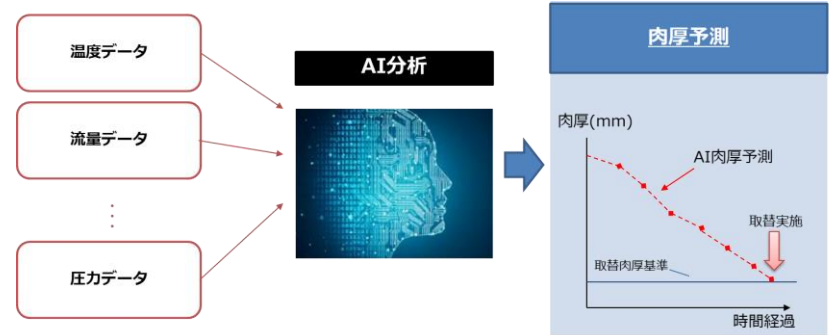 温度データ
流量データ
⋮
圧力データ
AI分析
肉厚予測
肉厚(mm)
AI肉厚予測
取替実施
取替肉厚基準
時間経過